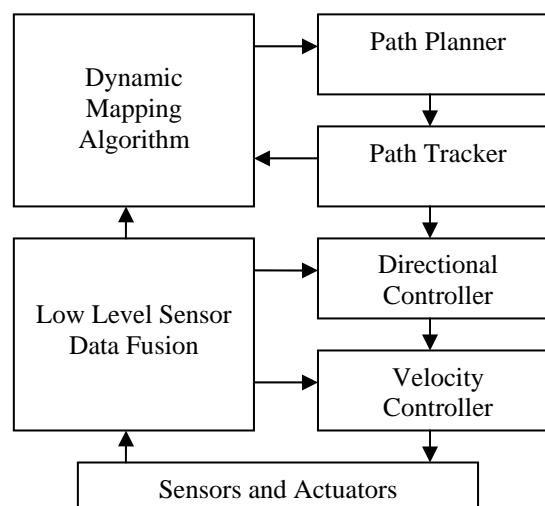 Dynamic
Mapping
Algorithm
Path Planner
Path Tracker
Low Level Sensor
Data Fusion
Directional
Controller
Velocity
Controller
Sensors and Actuators